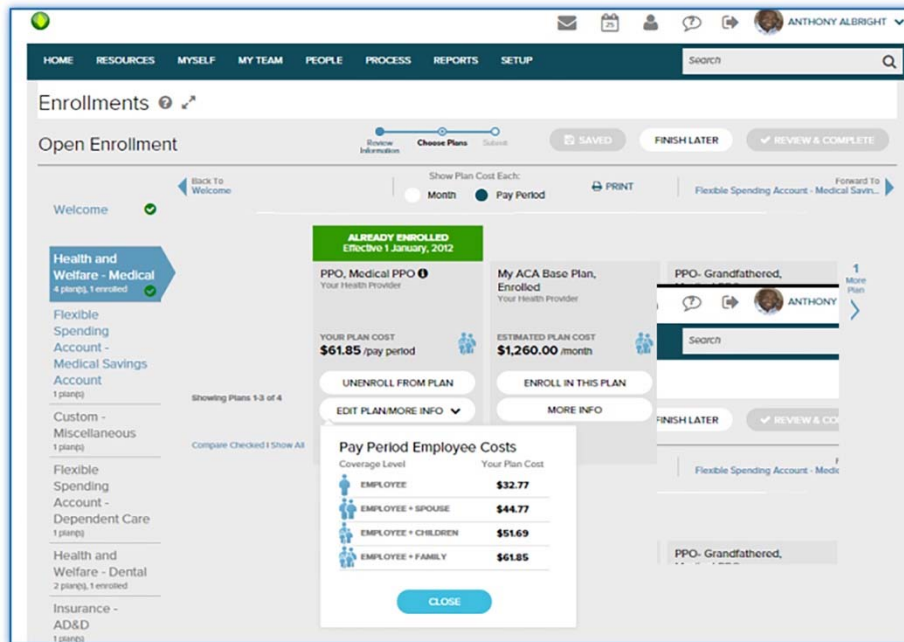 25
ANTHONY ALBRIGHT
HOME RESOURCES MYSELF MY TEAM PEOPLE PROCESS REPORTS SETUP
Search
Enrollments
Open Enrollment
Review Information
Choose Plans
Submit
SAVED
FINISH LATER
REVIEW & COMPLETE
Back To
Welcome
Show Plan Cost Each:
Month Pay Period
PRINT
Forward To
Flexible Spending Account - Medical Savin...
Welcome
Health and
Welfare - Medical
4 plan(s), 1 enrolled
Flexible
Spending
Account -
Medical Savings
Account
1 plan(s)
Custom -
Miscellaneous
1 plan(s)
Flexible
Spending
Account -
Dependent Care
1 plan(s)
Health and
Welfare - Dental
2 plan(s), 1 enrolled
Insurance -
AD&D
1 plan(s)
Showing Plans 1-3 of 4
Compare Checked | Show All
ALREADY ENROLLED
Effective 1 January, 2012
PPO, Medical PPO
Your Health Provider
YOUR PLAN COST
$61.85 /pay period
UNENROLL FROM PLAN
EDIT PLAN/MORE INFO
My ACA Base Plan,
Enrolled
Your Health Provider
ESTIMATED PLAN COST
$1,260.00 /month
ENROLL IN THIS PLAN
MORE INFO
PPO- Grandfathered,
1
More
Plan
ANTHONY
Search
FINISH LATER
REVIEW & CO
Flexible Spending Account - Medic
PPO- Grandfathered,
Pay Period Employee Costs
Coverage Level Your Plan Cost
EMPLOYEE $32.77
EMPLOYEE + SPOUSE $44.77
EMPLOYEE + CHILDREN $51.69
EMPLOYEE + FAMILY $61.85
CLOSE